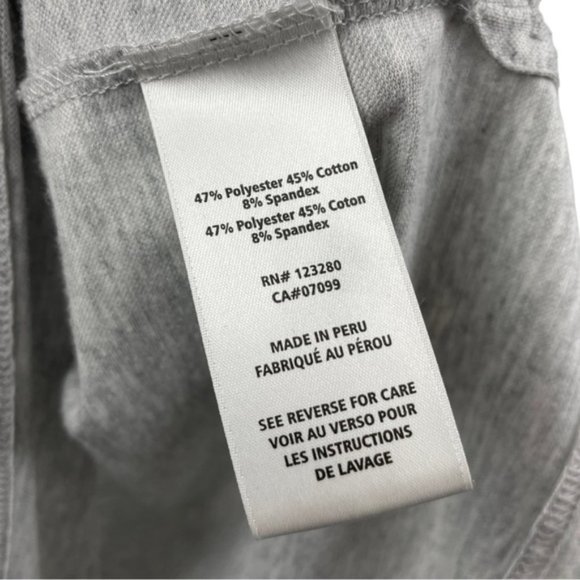 47% Polyester 45% Cotton
8% Spandex
47% Polyester 45% Coton
8% Spandex
RN# 123280
CA#07099
MADE IN PERU
FABRIQUÉ AU PÉROU
SEE REVERSE FOR CARE
VOIR AU VERSO POUR
LES INSTRUCTIONS
DE LAVAGE